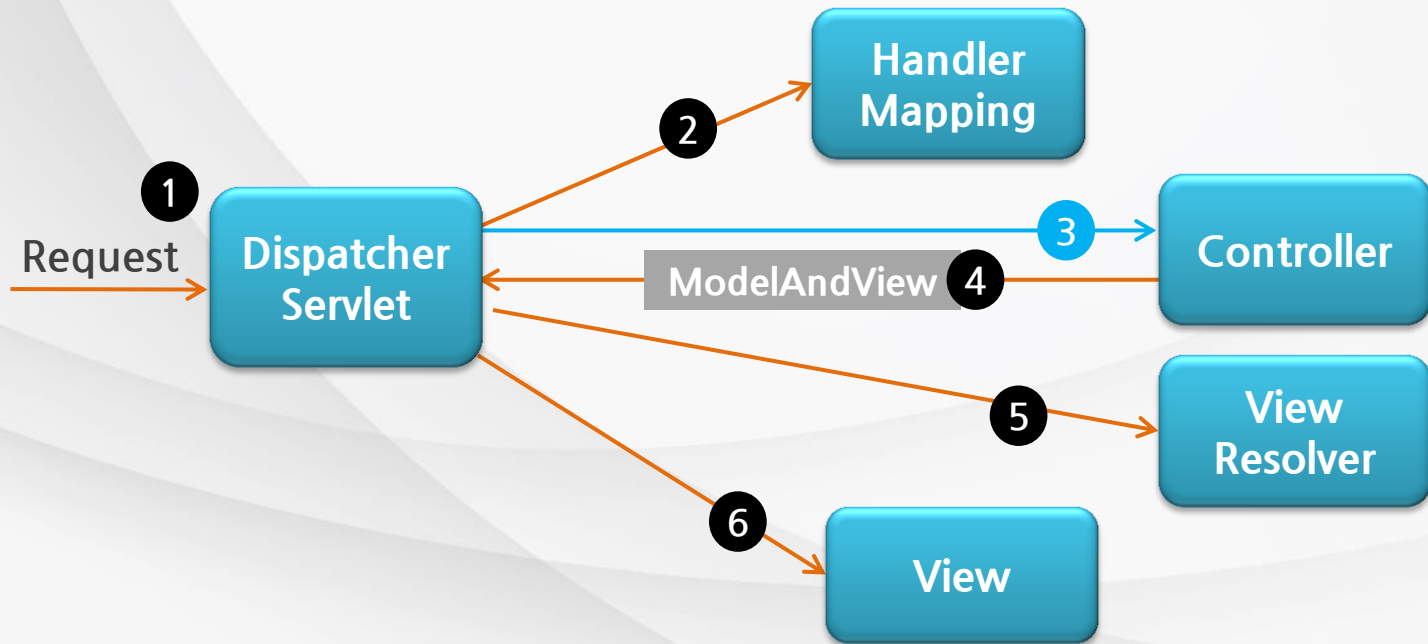 Handler
Mapping
2
1
Request
Dispatcher
Servlet
3
Controller
ModelAndView
4
5
View
Resolver
6
View